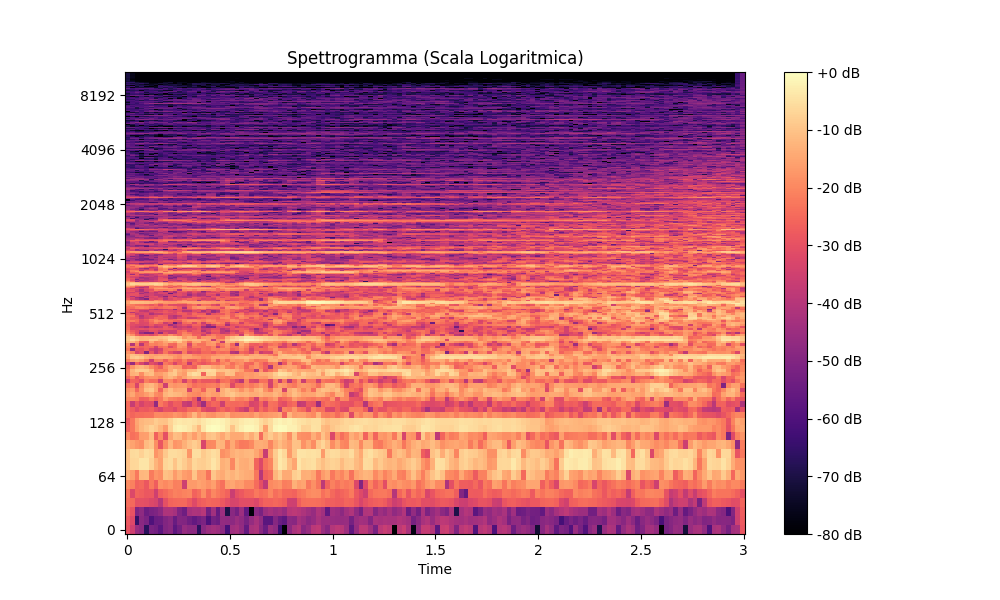 Spettrogramma (Scala Logaritmica)
Hz
8192
4096
2048
1024
512
256
128
64
0
0 0.5 1 1.5 2 2.5 3
Time
+0 dB
-10 dB
-20 dB
-30 dB
-40 dB
-50 dB
-60 dB
-70 dB
-80 dB